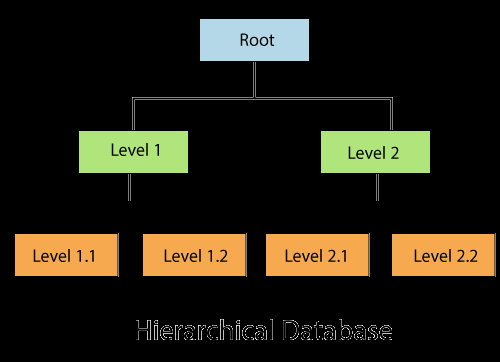 Root
Level 1
Level 2
Level 1.1
Level 1.2
Level 2.1
Level 2.2
Hierarchical Database